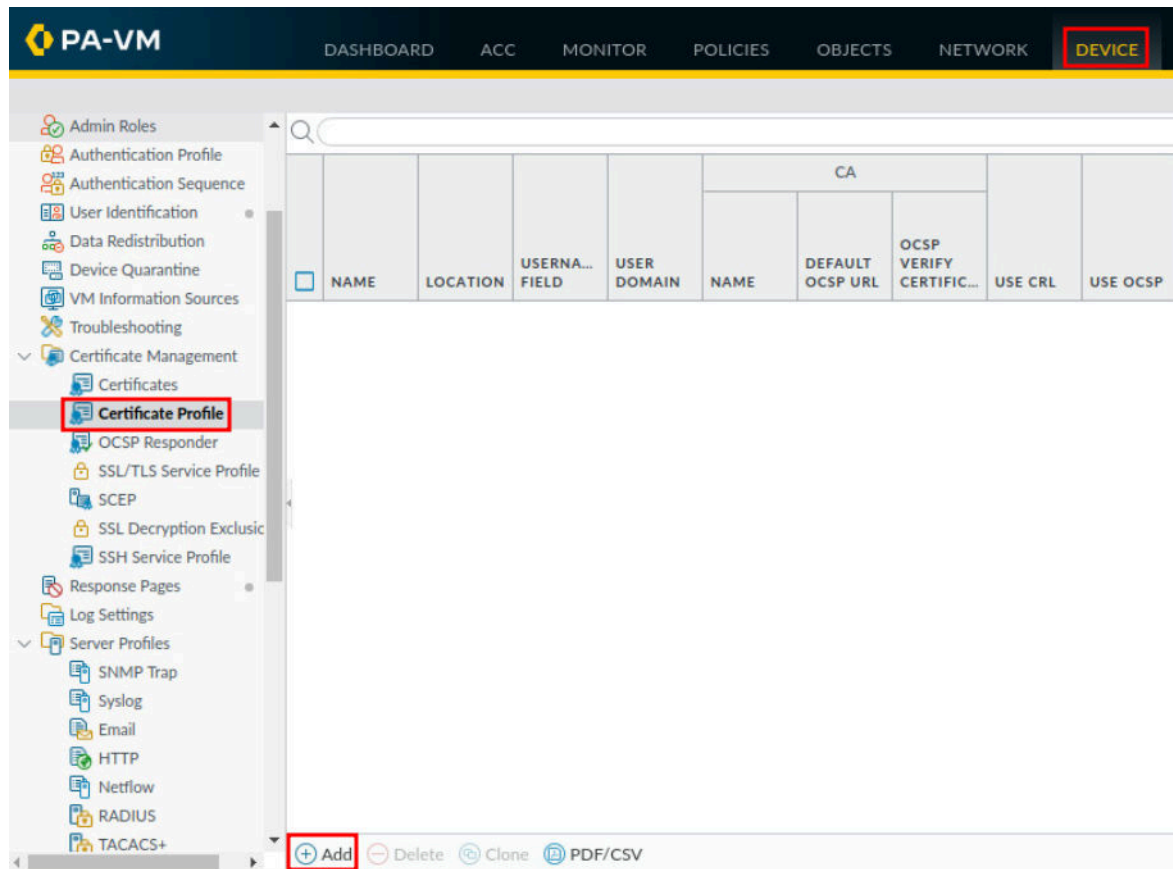 PA-VM
DASHBOARD ACC MONITOR POLICIES OBJECTS NETWORK DEVICE
Admin Roles
Authentication Profile
Authentication Sequence
User Identification
Data Redistribution
Device Quarantine
VM Information Sources
Troubleshooting
Certificate Management
Certificates
Certificate Profile
OCSP Responder
SSL/TLS Service Profile
SCEP
SSL Decryption Exclusic
SSH Service Profile
Response Pages
Log Settings
Server Profiles
SNMP Trap
Syslog
Email
HTTP
Netflow
RADIUS
TACACS+
CA
NAME
LOCATION
USERNA...
FIELD
USER
DOMAIN
NAME
DEFAULT
OCSP URL
OCSP
VERIFY
CERTIFIC...
USE CRL
USE OCSP
Add Delete Clone PDF/CSV